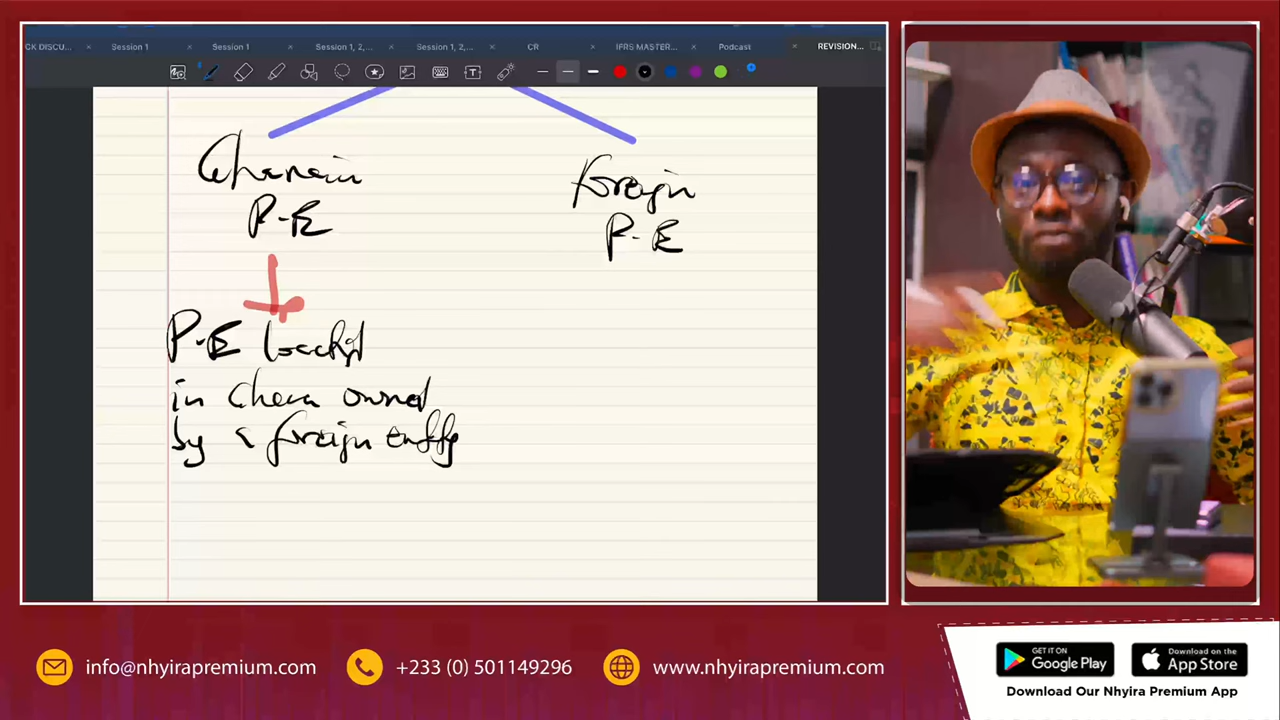 CK DISCU...
Session 1
Session 1
Session 1, 2,...
Session 1, 2,...
CR
IFRS MASTER...
Podcast
REVISION...
Ghanain
P-E
Foreign
P-E
P-E located
in Ghana owned
by a foreign entity
info@nhyirapremium.com
+233 (0) 501149296
www.nhyirapremium.com
GET IT ON
Google Play
Download on the
App Store
Download Our Nhyira Premium App